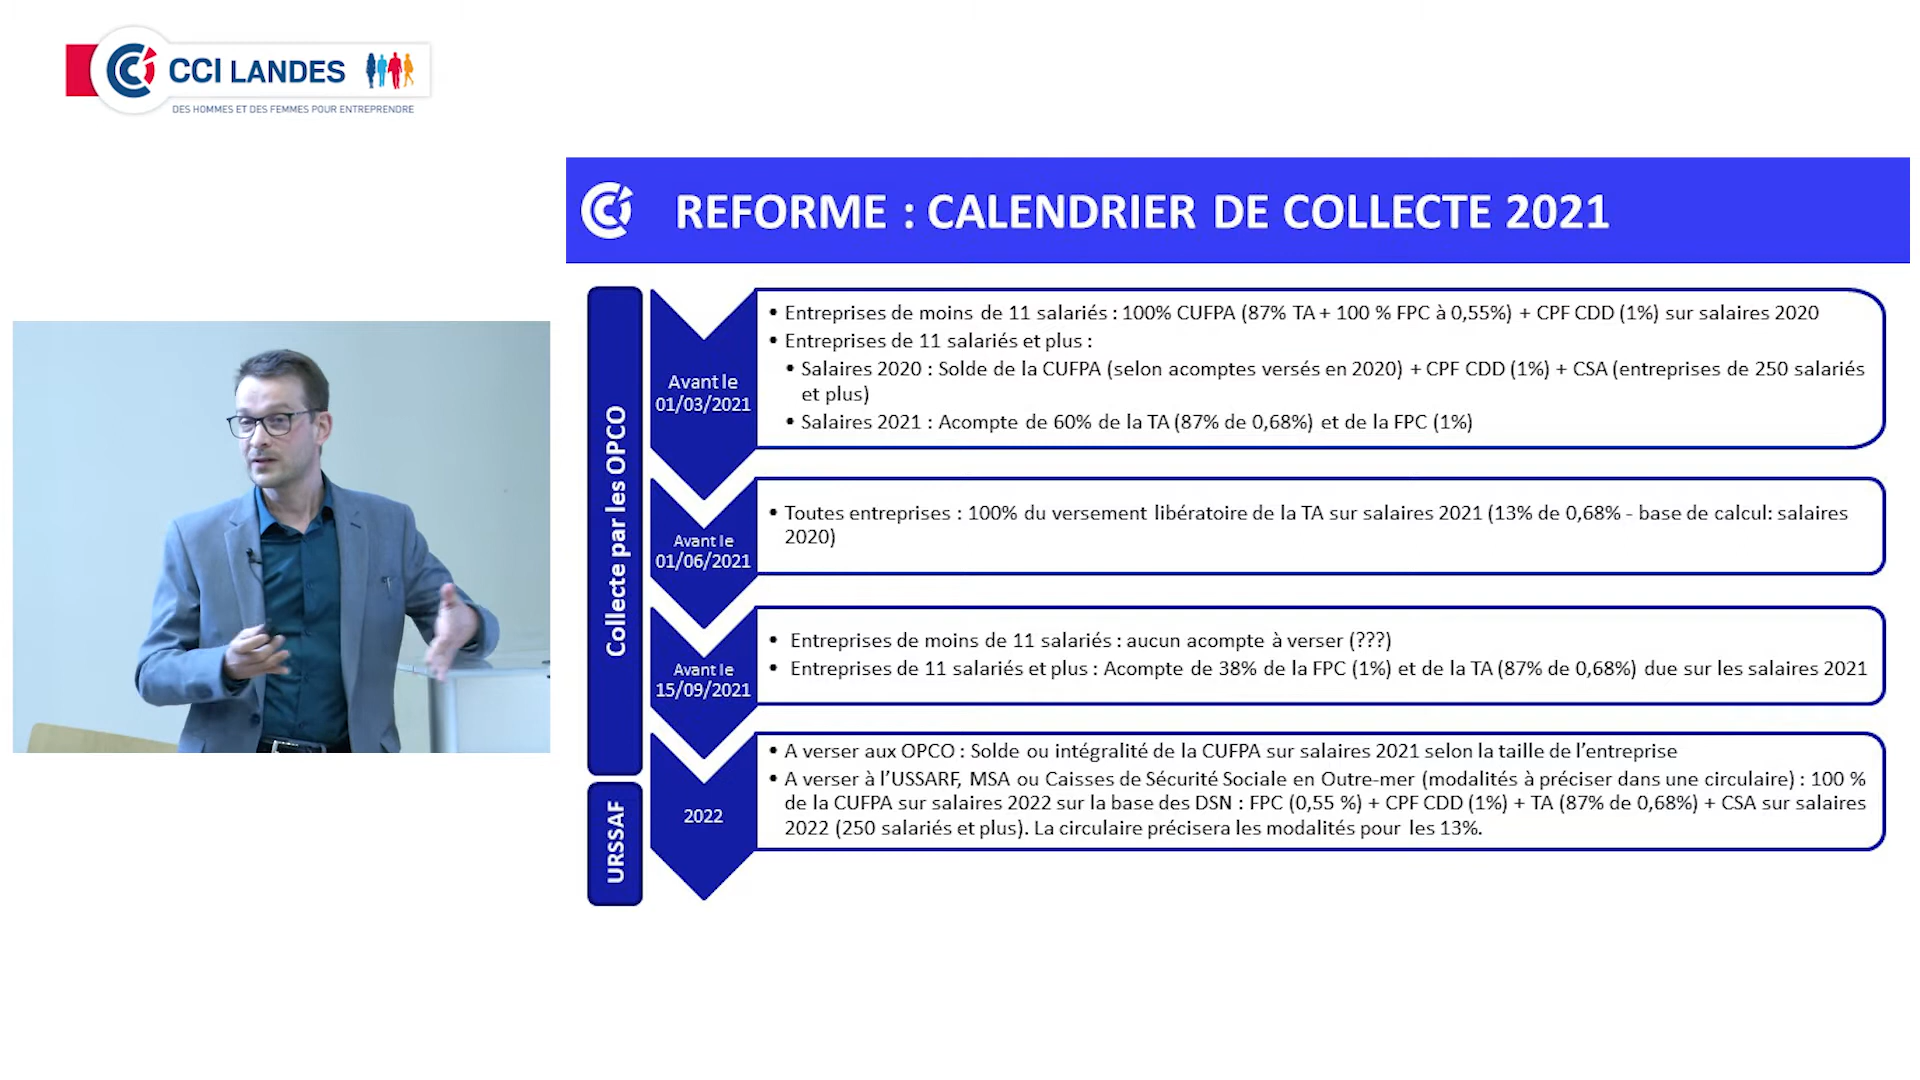 CCI LANDES
DES HOMMES ET DES FEMMES POUR ENTREPRENDRE
REFORME : CALENDRIER DE COLLECTE 2021
Collecte par les OPCO
Avant le
01/03/2021
• Entreprises de moins de 11 salariés : 100% CUFPA (87% TA + 100 % FPC à 0,55%) + CPF CDD (1%) sur salaires 2020
• Entreprises de 11 salariés et plus :
• Salaires 2020 : Solde de la CUFPA (selon acomptes versés en 2020) + CPF CDD (1%) + CSA (entreprises de 250 salariés
et plus)
• Salaires 2021 : Acompte de 60% de la TA (87% de 0,68%) et de la FPC (1%)
Avant le
01/06/2021
• Toutes entreprises : 100% du versement libératoire de la TA sur salaires 2021 (13% de 0,68% - base de calcul: salaires
2020)
Avant le
15/09/2021
• Entreprises de moins de 11 salariés : aucun acompte à verser (???)
• Entreprises de 11 salariés et plus : Acompte de 38% de la FPC (1%) et de la TA (87% de 0,68%) due sur les salaires 2021
URSSAF
2022
• A verser aux OPCO : Solde ou intégralité de la CUFPA sur salaires 2021 selon la taille de l'entreprise
• A verser à l'USSARF, MSA ou Caisses de Sécurité Sociale en Outre-mer (modalités à préciser dans une circulaire) : 100 %
de la CUFPA sur salaires 2022 sur la base des DSN : FPC (0,55 %) + CPF CDD (1%) + TA (87% de 0,68%) + CSA sur salaires
2022 (250 salariés et plus). La circulaire précisera les modalités pour les 13%.